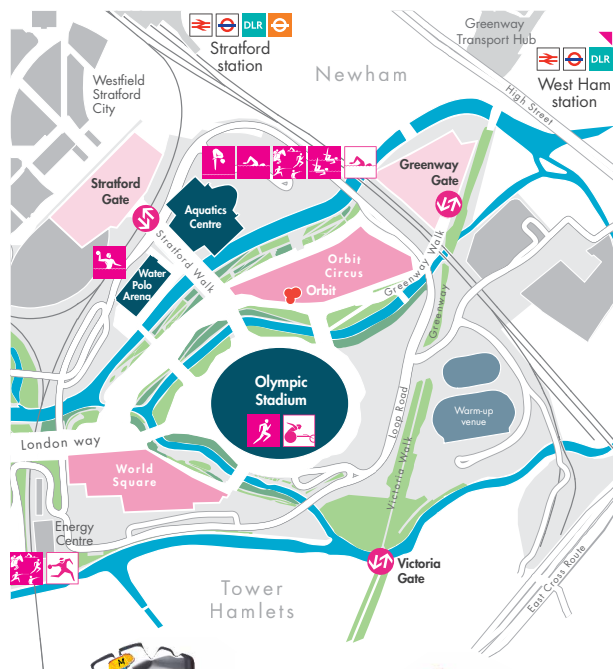 DLR
Stratford
station
Greenway
Transport Hub
DLR
West Ham
station
Newham
High Street
Westfield
Stratford
City
Stratford
Gate
Aquatics
Centre
Greenway
Gate
Stratford Walk
Water
Polo
Arena
Orbit
Circus
Orbit
Greenway Walk
Greenway
Olympic
Stadium
Loop Road
Warm-up
venue
Victoria Walk
London way
World
Square
Energy
Centre
Victoria
Gate
Tower
Hamlets
East Cross Route
M